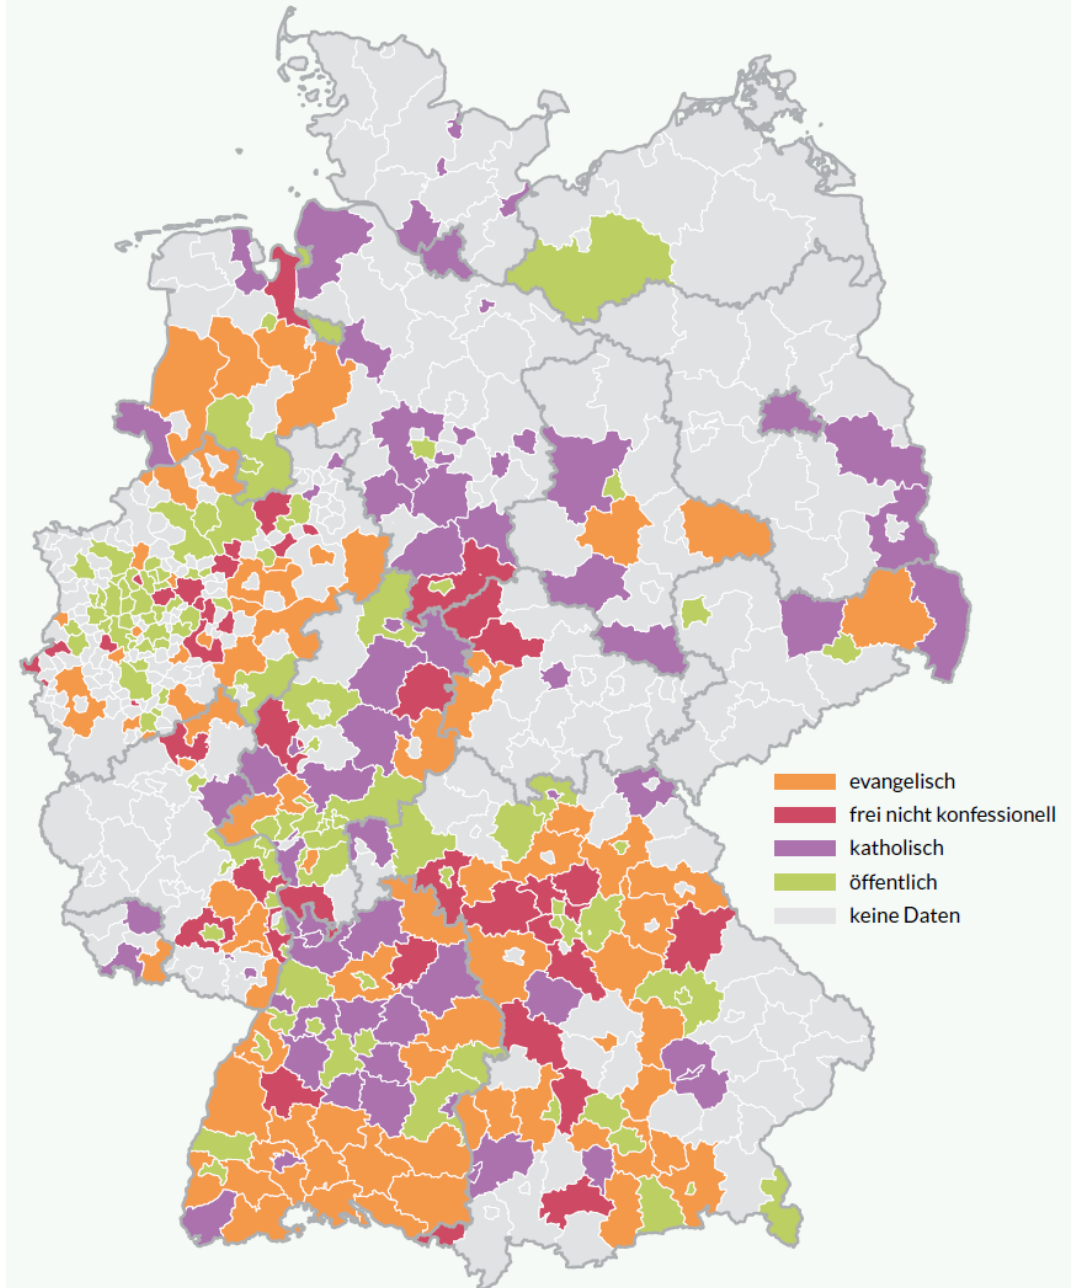 evangelisch
frei nicht konfessionell
katholisch
öffentlich
keine Daten